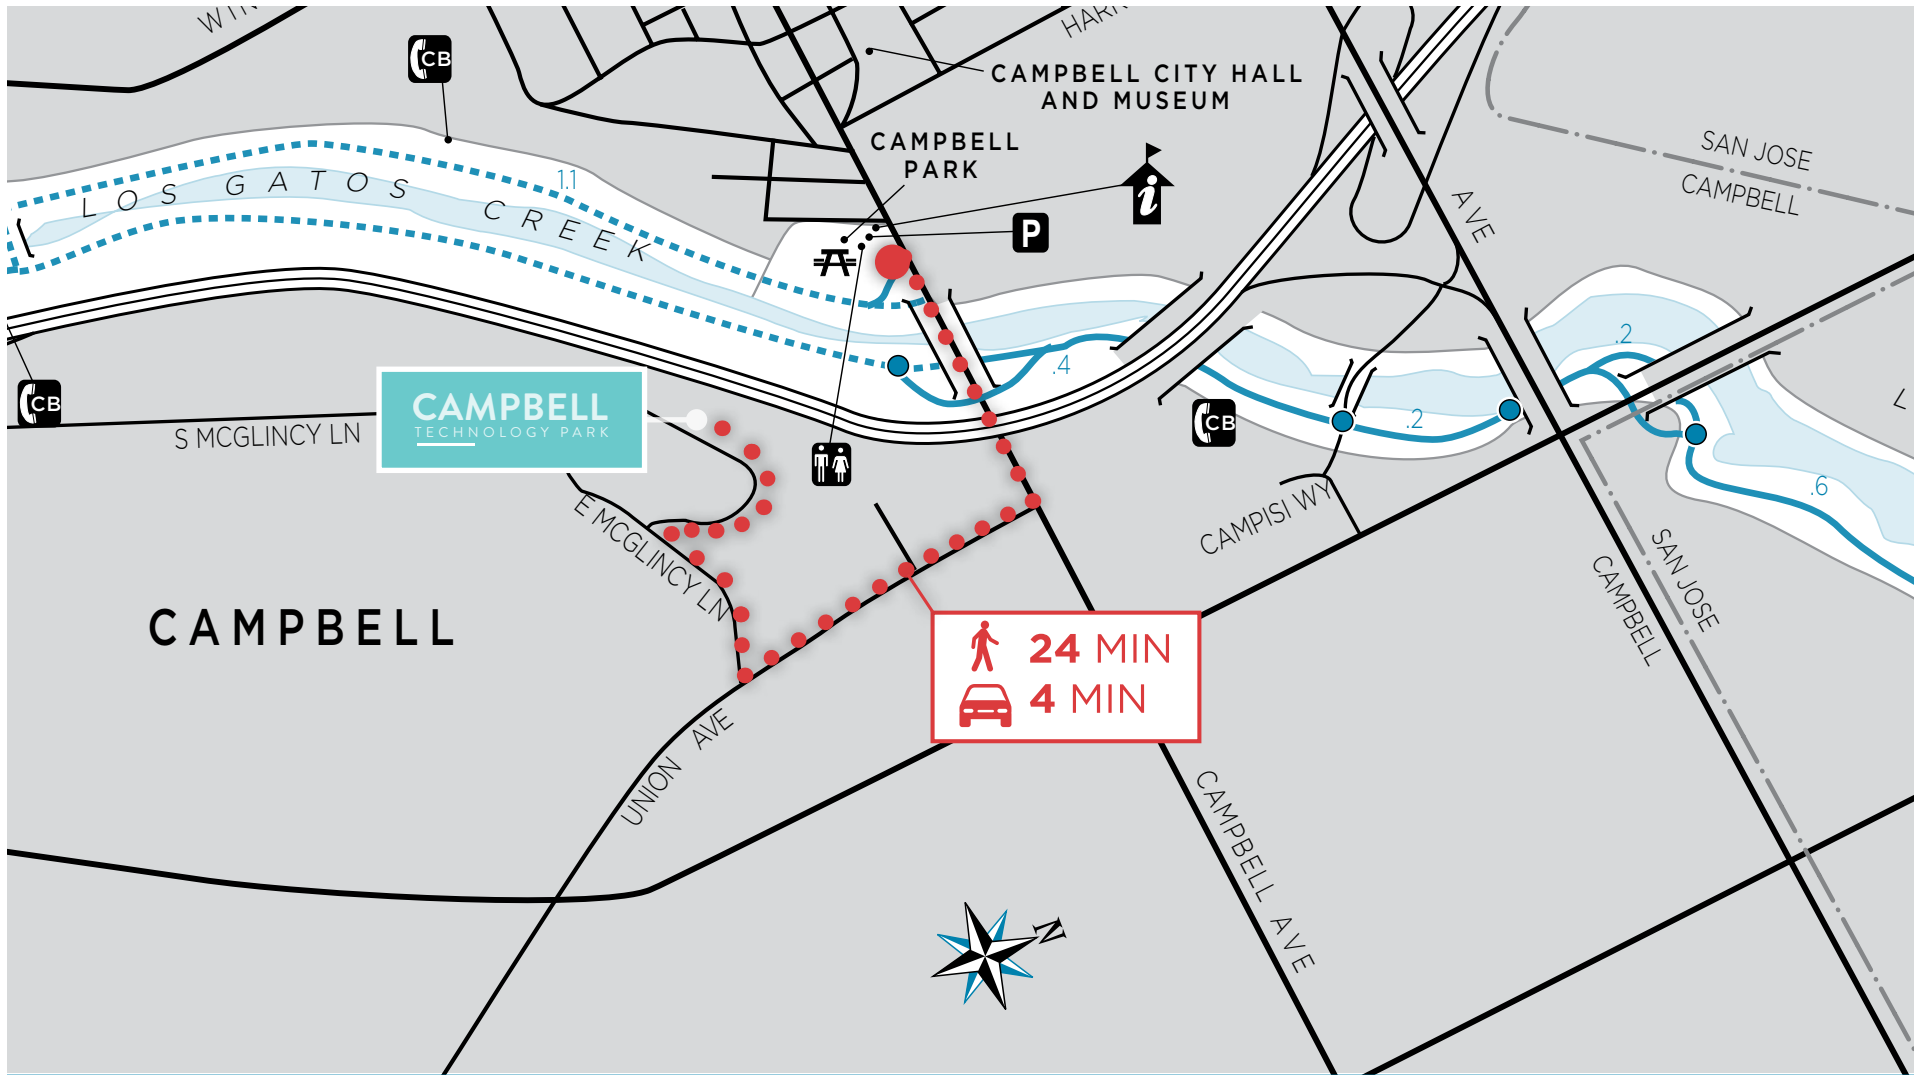 WIN
CB
HARR
CAMPBELL CITY HALL
AND MUSEUM
CAMPBELL
PARK
SAN JOSE
CAMPBELL
1.1
LOS GATOS CREEK
i
P
AVE
.2
.4
CB
CAMPBELL
TECHNOLOGY PARK
S MCGLINCY LN
CB
.2
L
.6
E MCGLINCY LN
CAMPISI WY
SAN JOSE
CAMPBELL
CAMPBELL
24 MIN
4 MIN
UNION AVE
CAMPBELL AVE
N